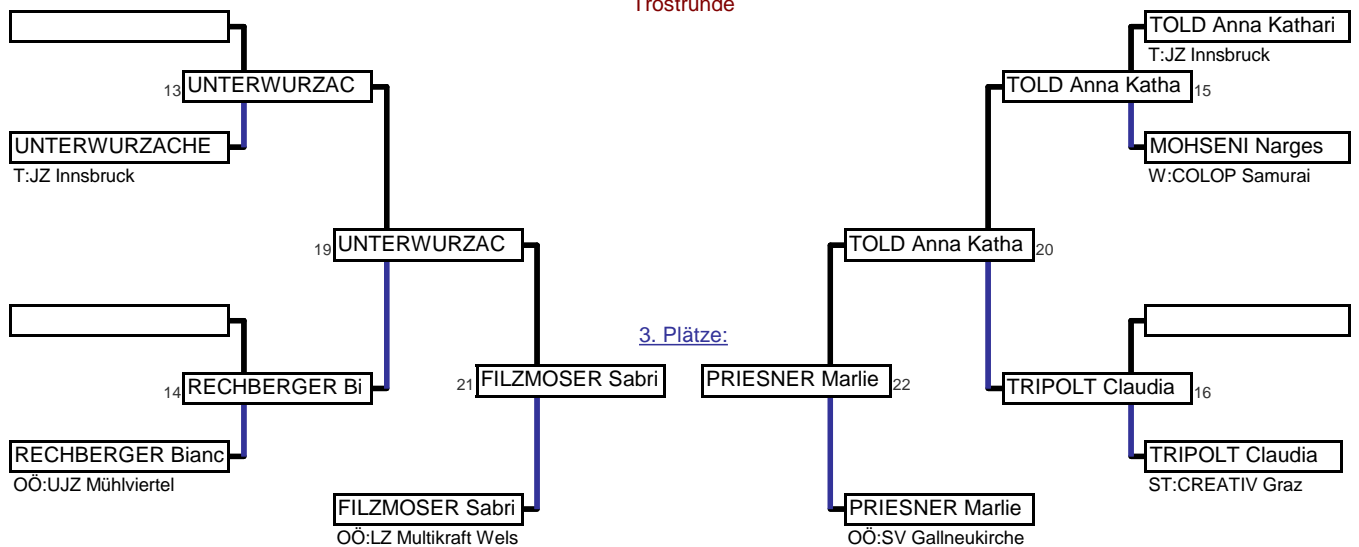 Trostrunde
TOLD Anna Kathari
T:JZ Innsbruck
13 UNTERWURZAC
TOLD Anna Katha 15
UNTERWURZACHE
T:JZ Innsbruck
MOHSENI Narges
W:COLOP Samurai
19 UNTERWURZAC
TOLD Anna Katha 20
3. Plätze:
14 RECHBERGER Bi
21 FILZMOSER Sabri
PRIESNER Marlie 22
TRIPOLT Claudia 16
RECHBERGER Bianc
OÖ:UJZ Mühlviertel
TRIPOLT Claudia
ST:CREATIV Graz
FILZMOSER Sabri
OÖ:LZ Multikraft Wels
PRIESNER Marlie
OÖ:SV Gallneukirche